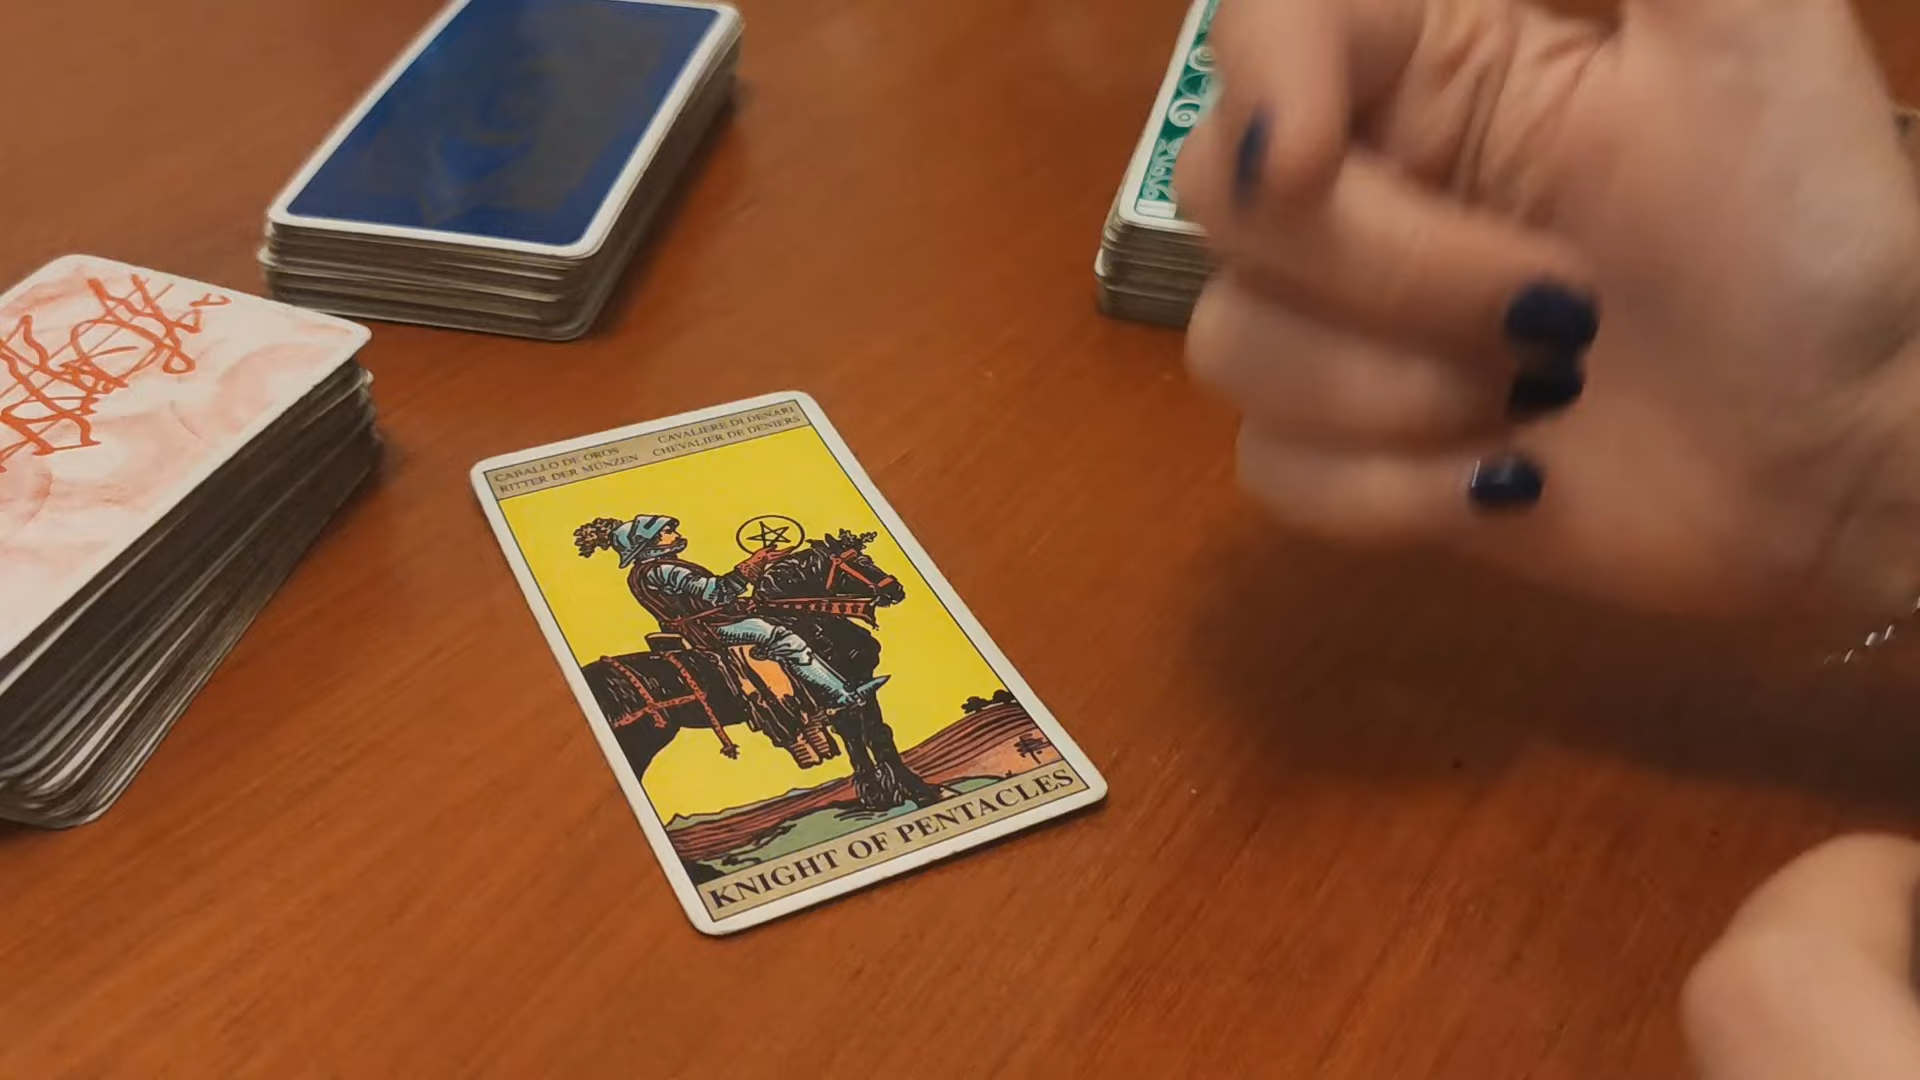 CABALLO DE OROS CAVALIERE DI DENARI
RITTER DER MÜNZEN CHEVALIER DE DENIERS
KNIGHT OF PENTACLES